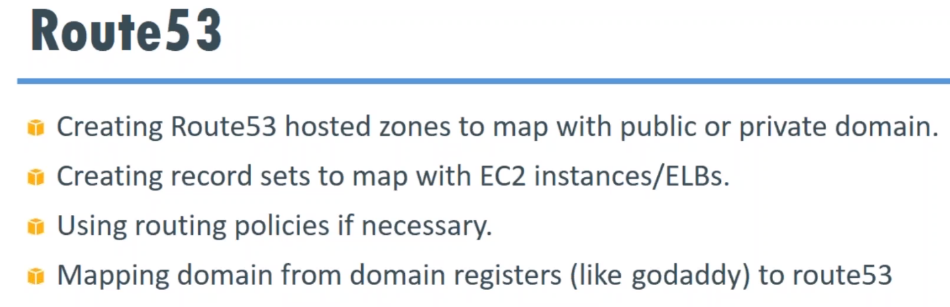 Route53
Creating Route53 hosted zones to map with public or private domain.
Creating record sets to map with EC2 instances/ELBs.
Using routing policies if necessary.
Mapping domain from domain registers (like godaddy) to route53